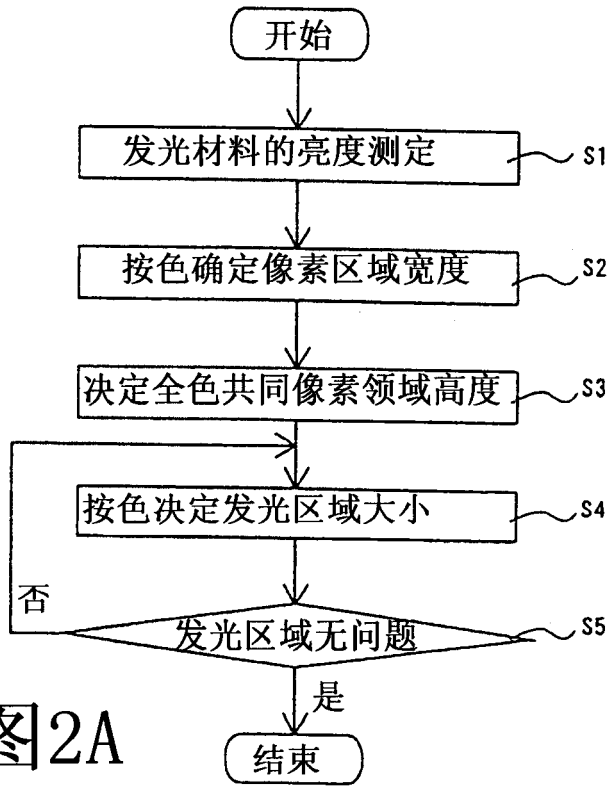 开始
发光材料的亮度测定
S1
按色确定像素区域宽度
S2
决定全色共同像素领域高度
S3
按色决定发光区域大小
S4
否
发光区域无问题
S5
是
结束
图2A